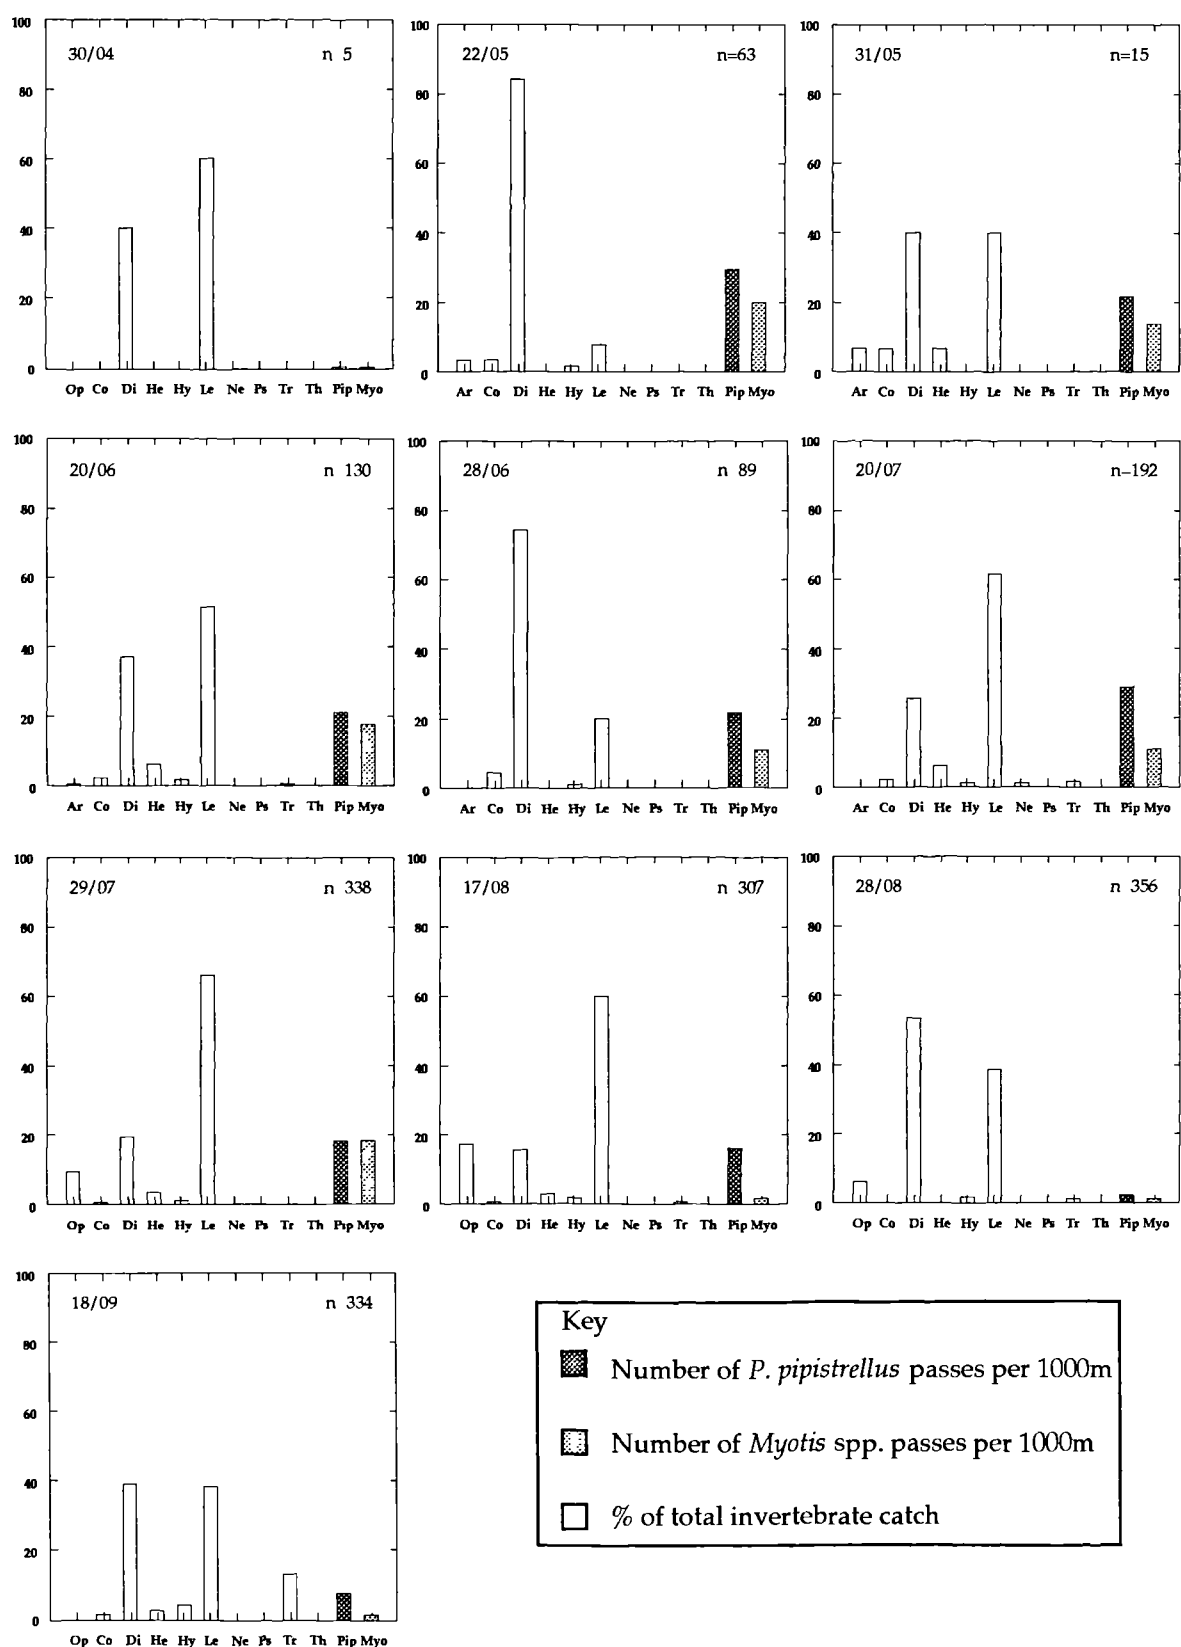 100
80
60
40
20
0
30/04 n 5
Op Co Di He Hy Le Ne Ps Tr Th Pip Myo
100
80
60
40
20
0
22/05 n=63
Ar Co Di He Hy Le Ne Ps Tr Th Pip Myo
100
80
60
40
20
0
31/05 n=15
Ar Co Di He Hy Le Ne Ps Tr Th Pip Myo
100
80
60
40
20
0
20/06 n 130
Ar Co Di He Hy Le Ne Ps Tr Th Pip Myo
100
80
60
40
20
0
28/06 n 89
Ar Co Di He Hy Le Ne Ps Tr Th Pip Myo
100
80
60
40
20
0
20/07 n–192
Ar Co Di He Hy Le Ne Ps Tr Th Pip Myo
100
80
60
40
20
0
29/07 n 338
Op Co Di He Hy Le Ne Ps Tr Th Pip Myo
100
80
60
40
20
0
17/08 n 307
Op Co Di He Hy Le Ne Ps Tr Th Pip Myo
100
80
60
40
20
0
28/08 n 356
Op Co Di He Hy Le Ne Ps Tr Th Pip Myo
100
80
60
40
20
0
18/09 n 334
Op Co Di He Hy Le Ne Ps Tr Th Pip Myo
Key
Number of P. pipistrellus passes per 1000m
Number of Myotis spp. passes per 1000m
% of total invertebrate catch